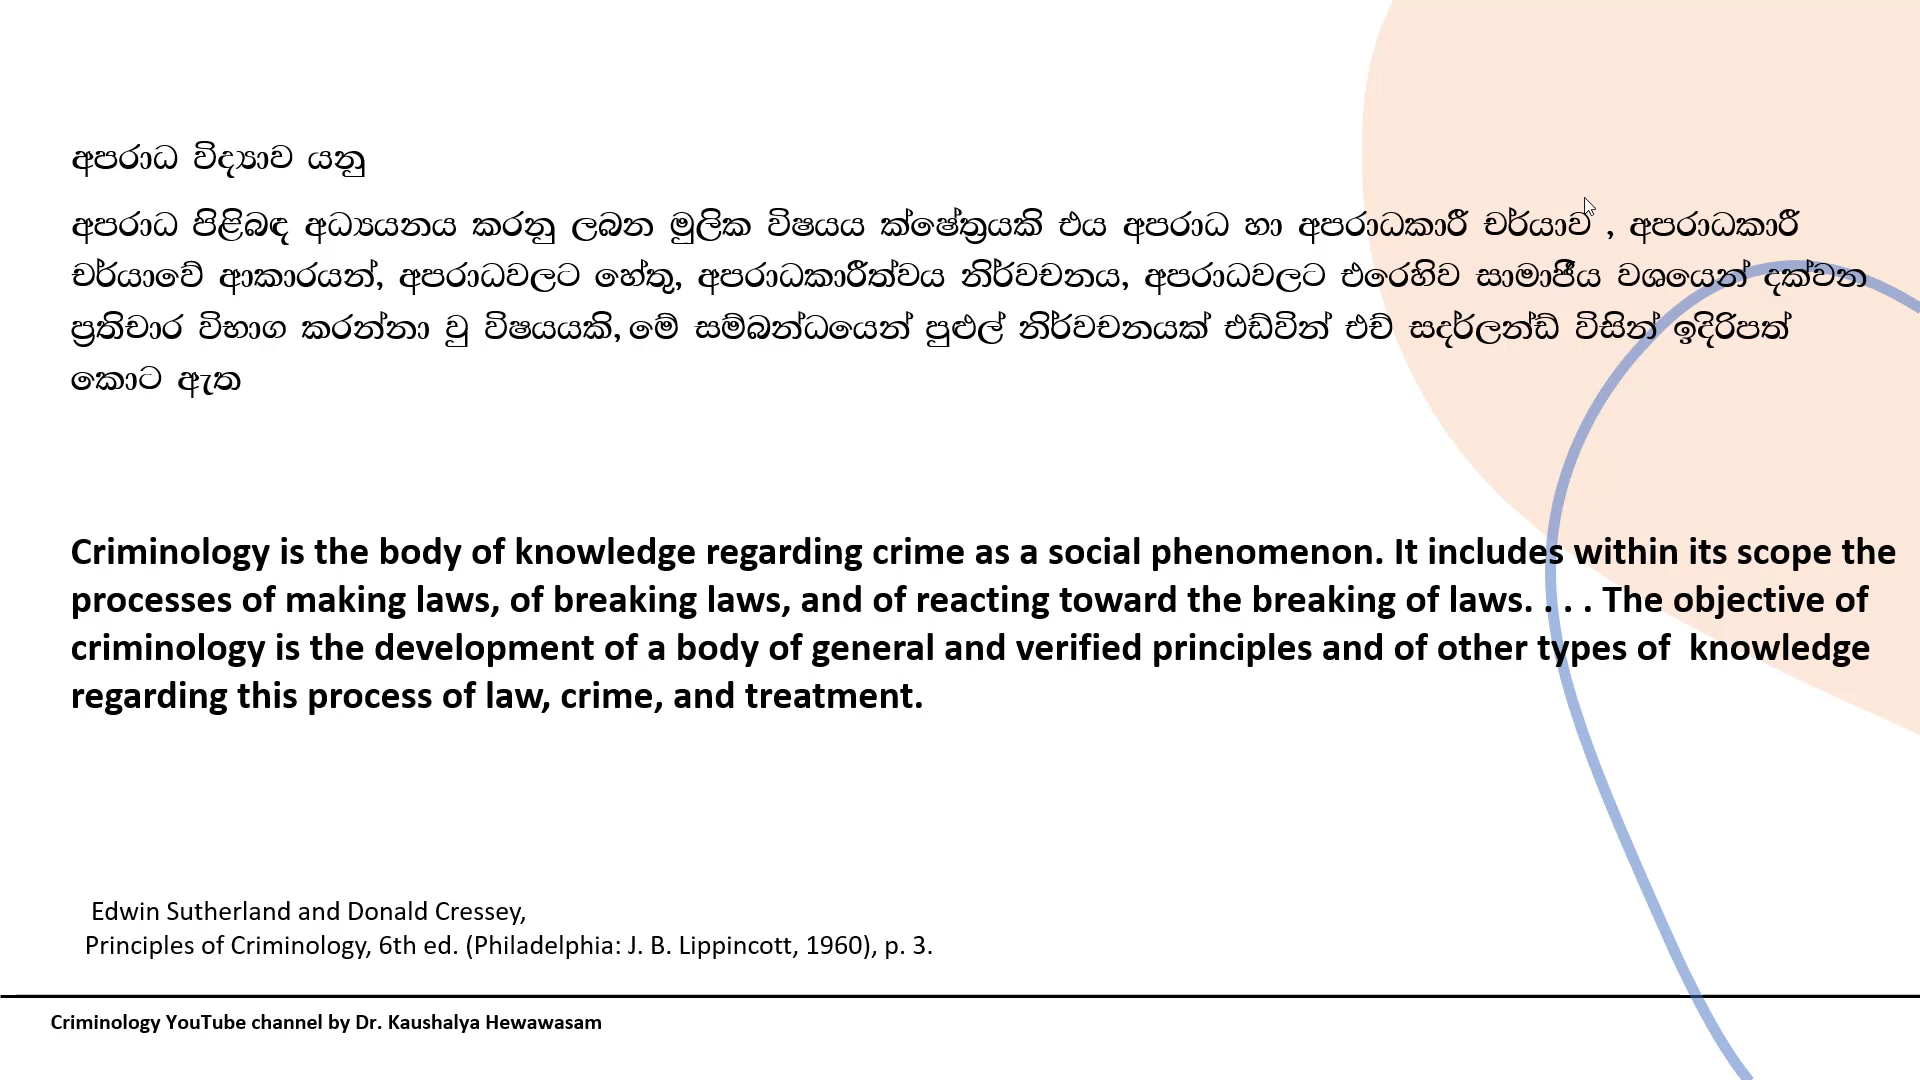 අපරාධ විද්‍යාව යනු
අපරාධ පිළිබඳ අධ්‍යයනය කරනු ලබන මුලික විෂයය ක්ෂේත්‍රයකි එය අපරාධ හා අපරාධකාරී චර්යාව , අපරාධකාරී
චර්යාවේ ආකාරයන්, අපරාධවලට හේතු, අපරාධකාරීත්වය නිර්වචනය, අපරාධවලට එරෙහිව සාමාජීය වශයෙන් දක්වන
ප්‍රතිචාර විභාග කරන්නා වු විෂයයකි, මේ සම්බන්ධයෙන් පුළුල් නිර්වචනයක් එඩ්වින් එච් සදර්ලන්ඩ් විසින් ඉදිරිපත්
කොට ඇත
Criminology is the body of knowledge regarding crime as a social phenomenon. It includes within its scope the
processes of making laws, of breaking laws, and of reacting toward the breaking of laws. . . . The objective of
criminology is the development of a body of general and verified principles and of other types of  knowledge
regarding this process of law, crime, and treatment.
Edwin Sutherland and Donald Cressey,
Principles of Criminology, 6th ed. (Philadelphia: J. B. Lippincott, 1960), p. 3.
Criminology YouTube channel by Dr. Kaushalya Hewawasam